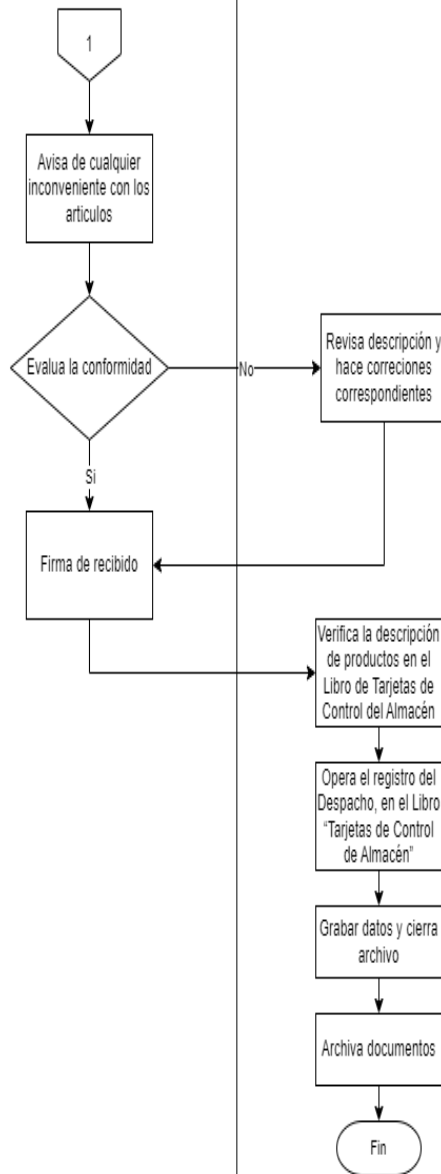 1
Avisa de cualquier
inconveniente con los
articulos
Evalua la conformidad
No
Revisa descripción y
hace correciones
correspondientes
Si
Firma de recibido
Verifica la descripción
de productos en el
Libro de Tarjetas de
Control del Almacén
Opera el registro del
Despacho, en el Libro
“Tarjetas de Control
de Almacén”
Grabar datos y cierra
archivo
Archiva documentos
Fin